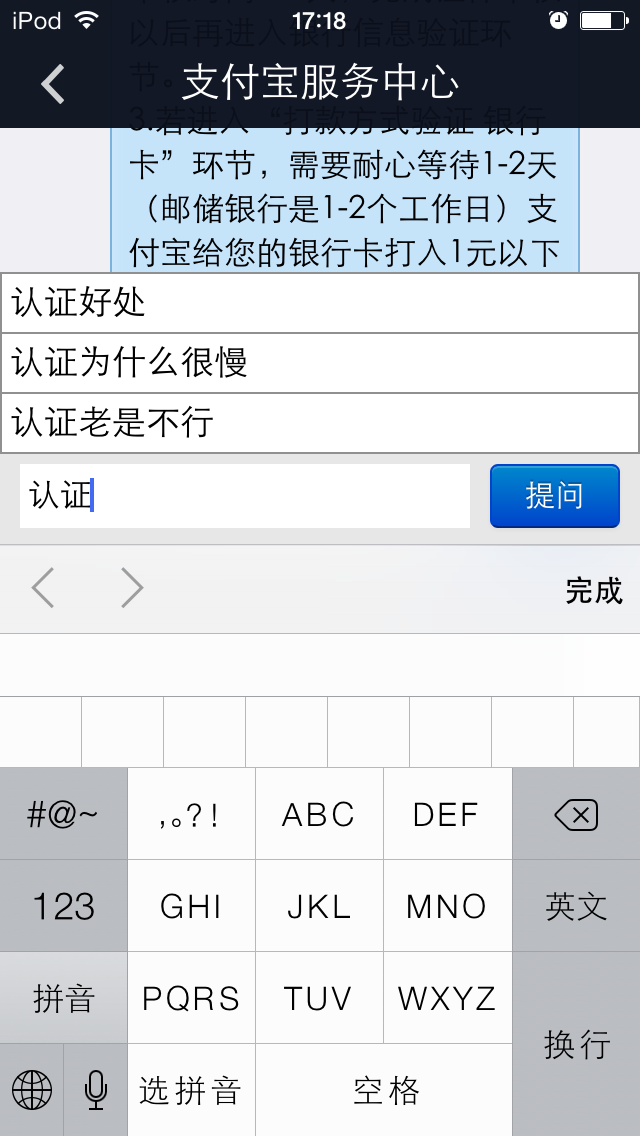 iPod 17:18
以后再进入银行信息验证环
节。
支付宝服务中心
3.若进入“打款方式验证 银行
卡”环节，需要耐心等待1-2天
（邮储银行是1-2个工作日）支
付宝给您的银行卡打入1元以下
认证好处
认证为什么很慢
认证老是不行
认证 提问
完成
#@~ ,。?! ABC DEF
123 GHI JKL MNO 英文
拼音 PQRS TUV WXYZ
换行
选拼音 空格